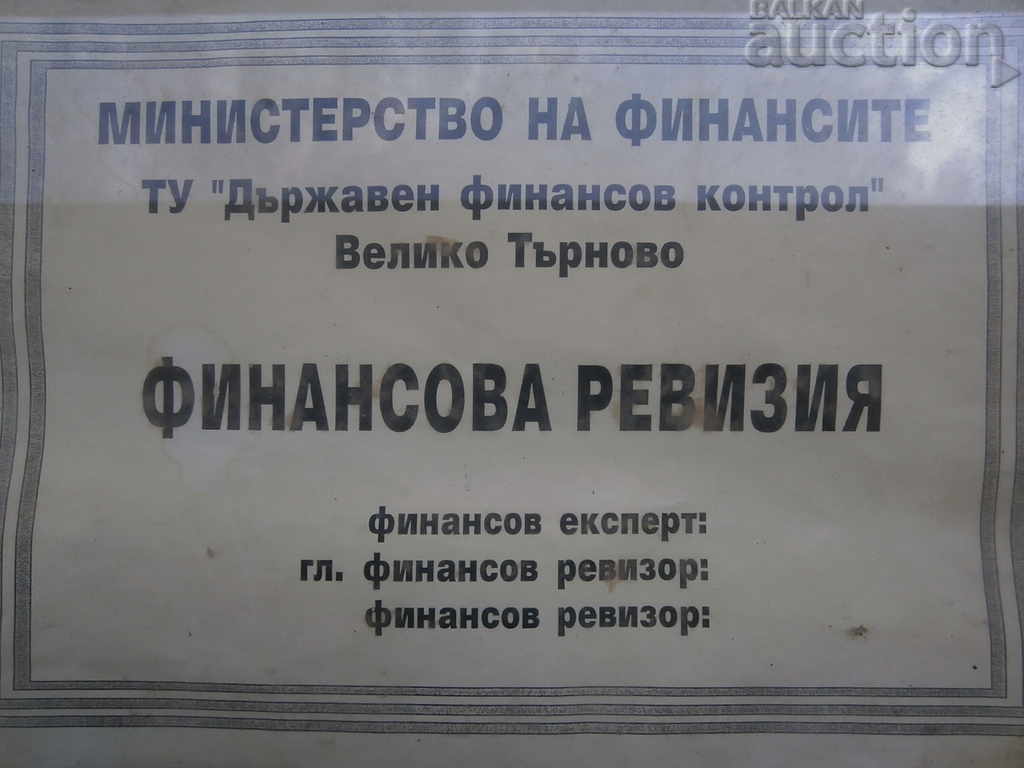 BALKAN
auction
МИНИСТЕРСТВО НА ФИНАНСИТЕ
ТУ "Държавен финансов контрол"
Велико Търново
ФИНАНСОВА РЕВИЗИЯ
финансов експерт:
гл. финансов ревизор:
финансов ревизор: